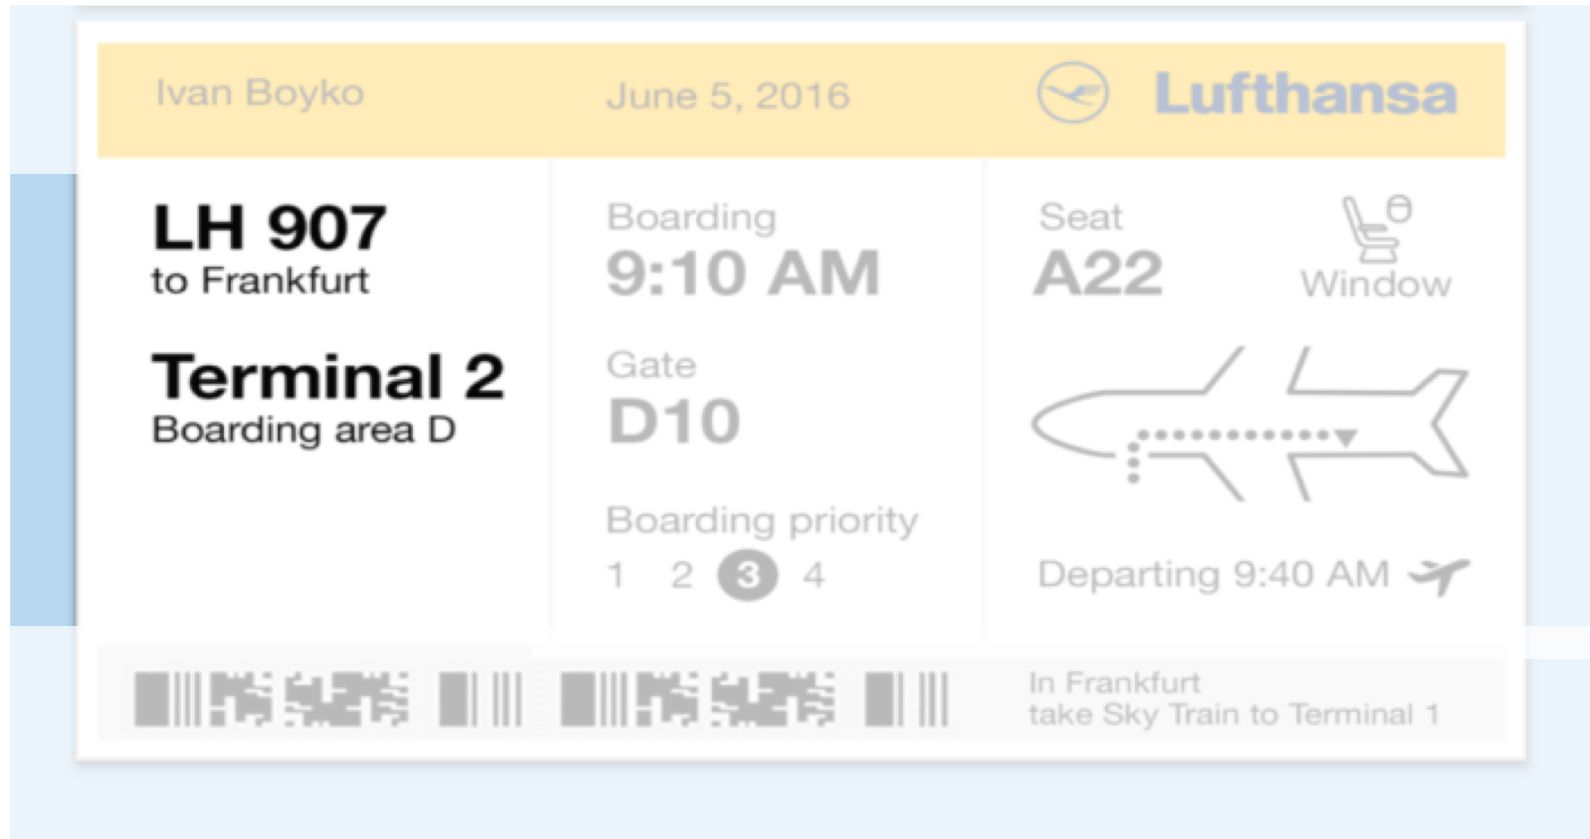 Ivan Boyko
June 5, 2016
Lufthansa
LH 907
to Frankfurt
Terminal 2
Boarding area D
Boarding
9:10 AM
Gate
D10
Boarding priority
1 2 3 4
Seat
A22
Window
Departing 9:40 AM
In Frankfurt
take Sky Train to Terminal 1